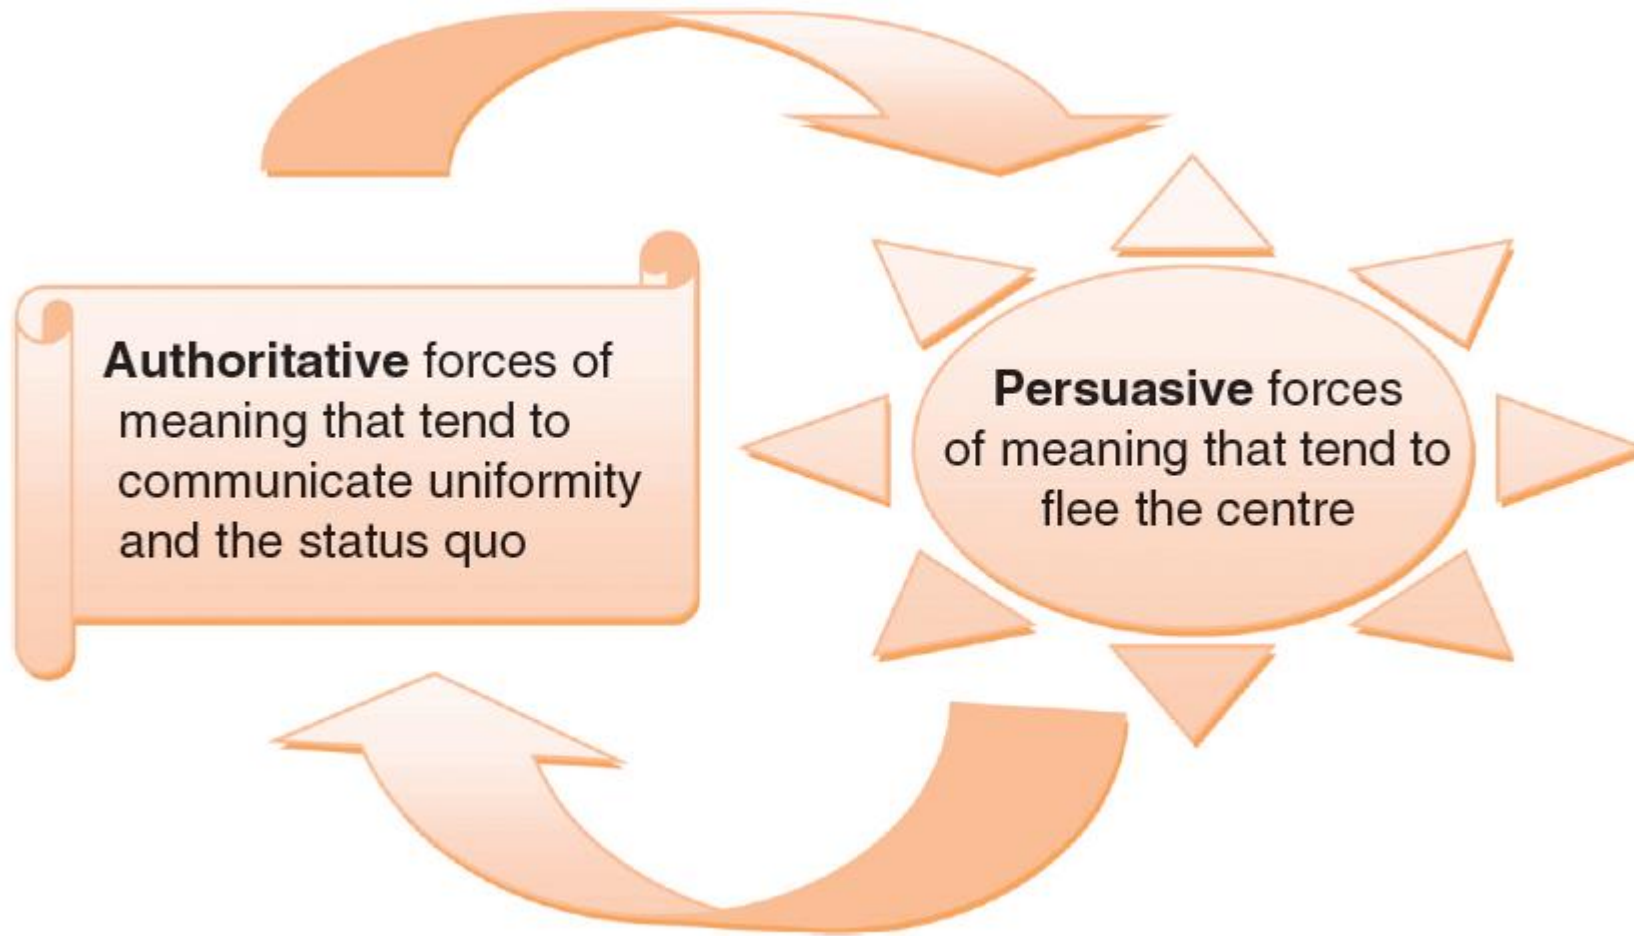 Authoritative forces of
meaning that tend to
communicate uniformity
and the status quo
Persuasive forces
of meaning that tend to
flee the centre